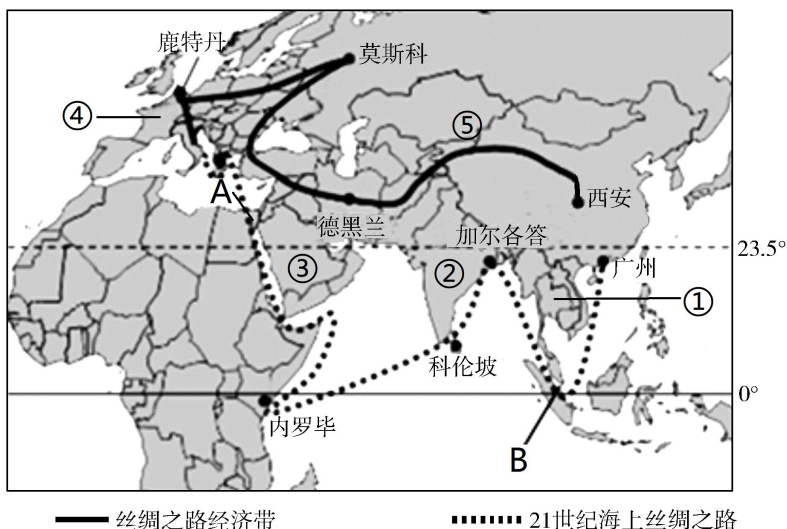 鹿特丹
莫斯科
④
⑤
A
西安
德黑兰
加尔各答
23.5°
③
②
广州
①
科伦坡
0°
内罗毕
B
丝绸之路经济带
21世纪海上丝绸之路